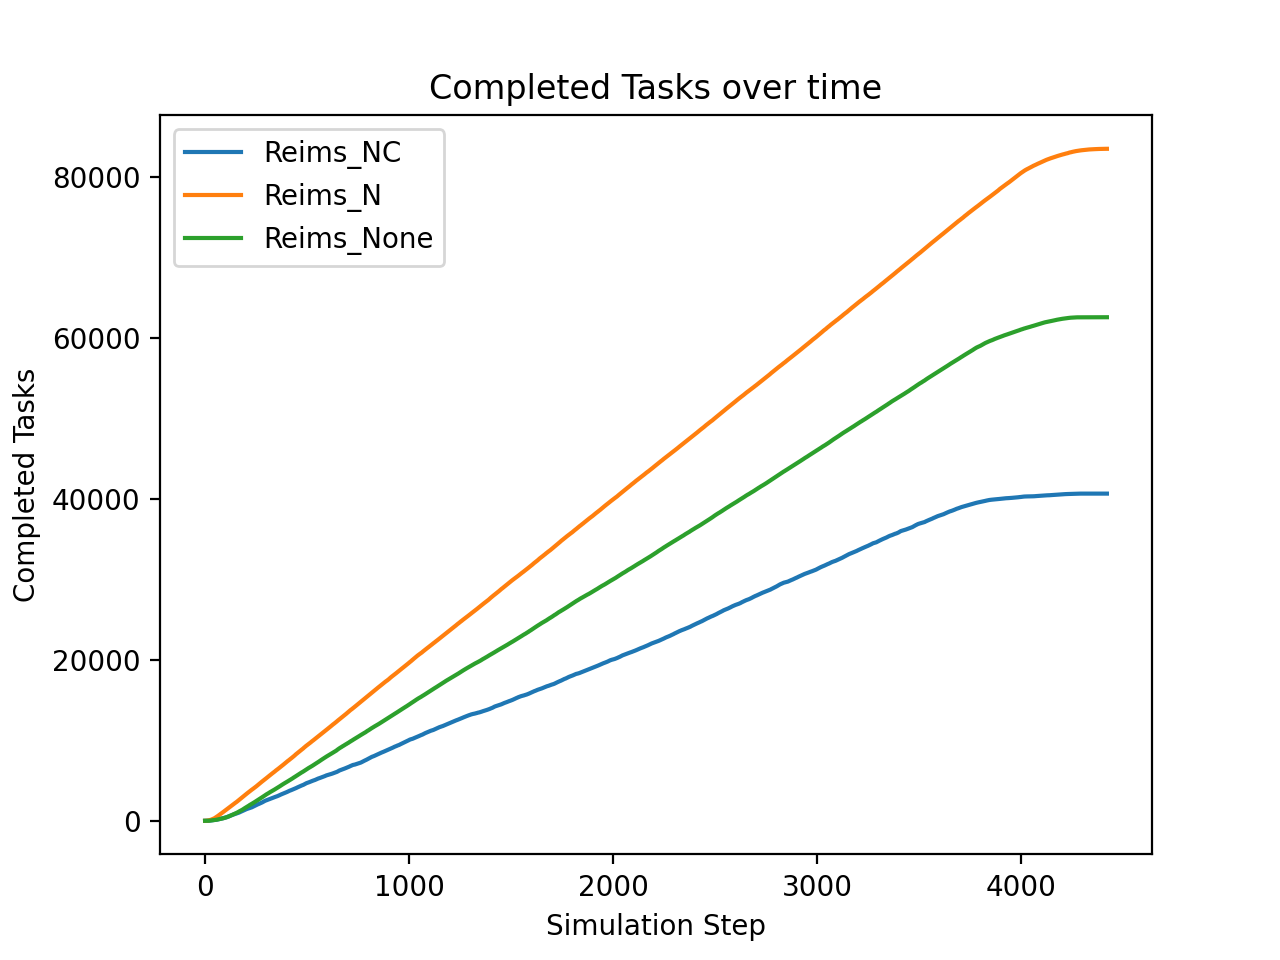 Completed Tasks over time
Reims_NC
Reims_N
Reims_None
80000
60000
40000
20000
0
Completed Tasks
0 1000 2000 3000 4000
Simulation Step